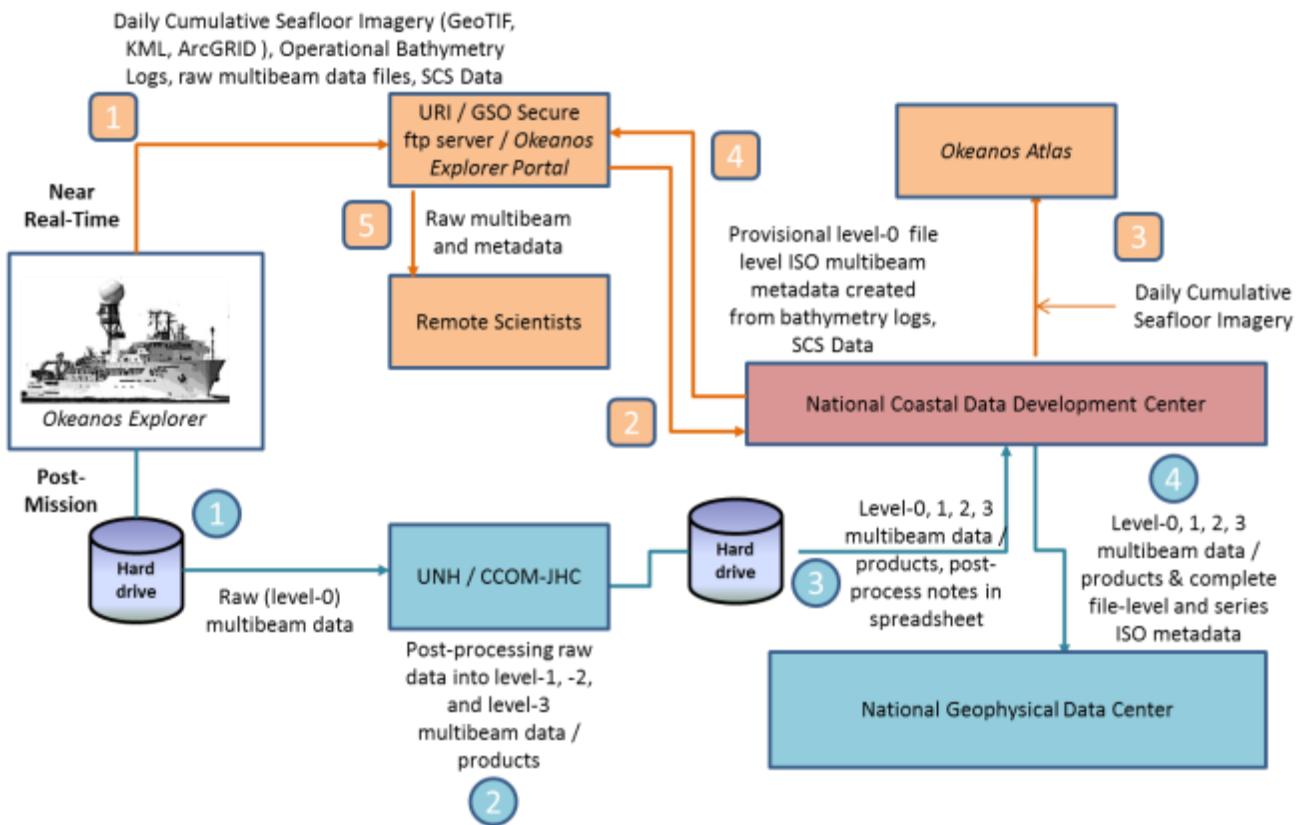 Daily Cumulative Seafloor Imagery (GeoTIF,
KML, ArcGRID ), Operational Bathymetry
Logs, raw multibeam data files, SCS Data
1
URI / GSO Secure
ftp server / Okeanos
Explorer Portal
4
Okeanos Atlas
Near
Real-Time
5
Raw multibeam
and metadata
Provisional level-0 file
level ISO multibeam
metadata created
from bathymetry logs,
SCS Data
3
Daily Cumulative
Seafloor Imagery
Remote Scientists
Okeanos Explorer
2
National Coastal Data Development Center
Post-
Mission
1
Hard
drive
Raw (level-0)
multibeam data
UNH / CCOM-JHC
Post-processing raw
data into level-1, -2,
and level-3
multibeam data /
products
2
Hard
drive
3
Level-0, 1, 2, 3
multibeam data /
products, post-
process notes in
spreadsheet
4
Level-0, 1, 2, 3
multibeam data /
products & complete
file-level and series
ISO metadata
National Geophysical Data Center